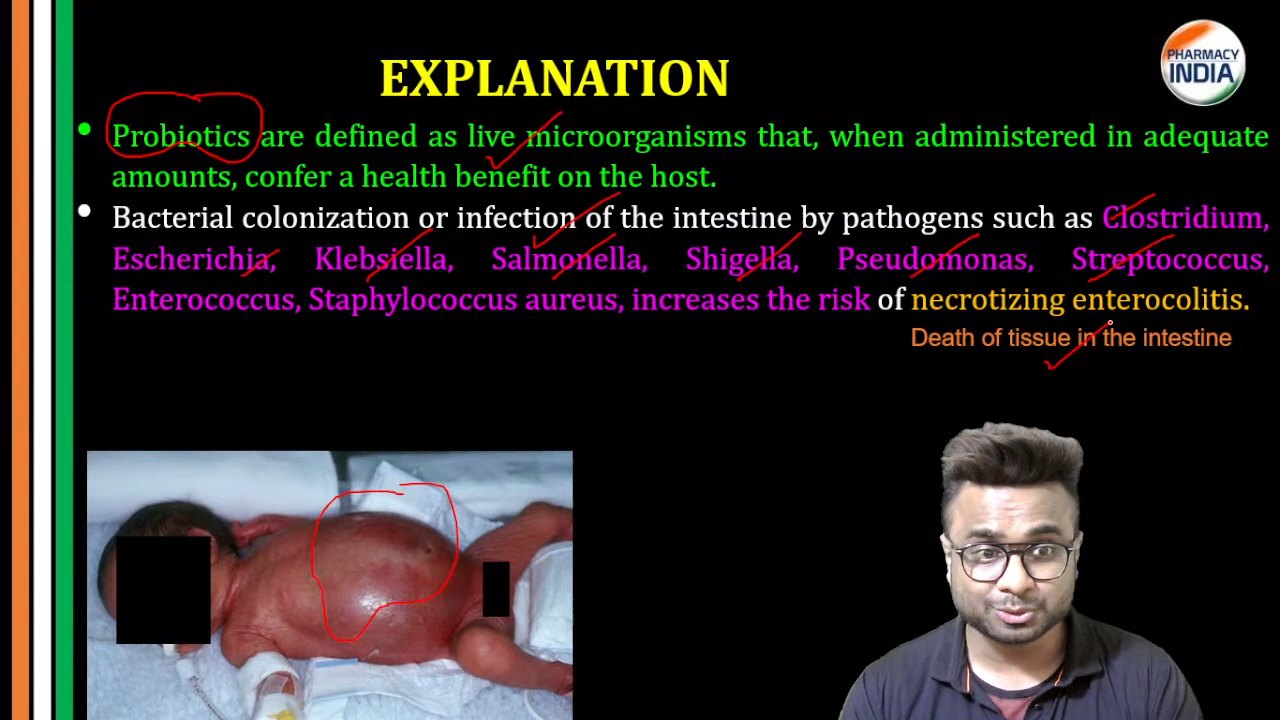 PHARMACY
INDIA
EXPLANATION
• Probiotics are defined as live microorganisms that, when administered in adequate
amounts, confer a health benefit on the host.
• Bacterial colonization or infection of the intestine by pathogens such as Clostridium,
Escherichia, Klebsiella, Salmonella, Shigella, Pseudomonas, Streptococcus,
Enterococcus, Staphylococcus aureus, increases the risk of necrotizing enterocolitis.
Death of tissue in the intestine